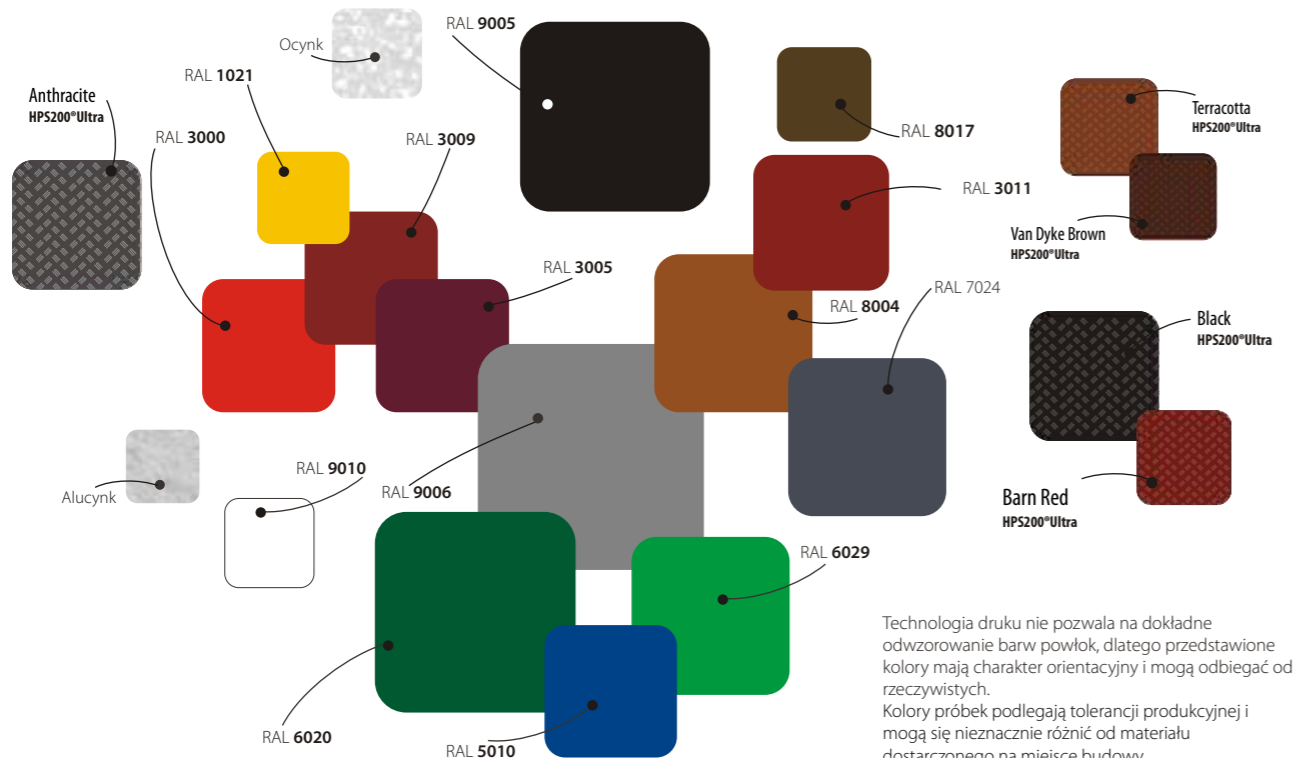 Ocynk
RAL 9005
RAL 1021
Anthracite
HPS200®Ultra
RAL 3000
RAL 3009
RAL 8017
Terracotta
HPS200®Ultra
RAL 3011
Van Dyke Brown
HPS200®Ultra
RAL 3005
RAL 7024
RAL 8004
Black
HPS200®Ultra
RAL 9010
RAL 9006
Alucynk
Barn Red
HPS200®Ultra
RAL 6029
RAL 6020
RAL 5010
Technologia druku nie pozwala na dokładne
odwzorowanie barw powłok, dlatego przedstawione
kolory mają charakter orientacyjny i mogą odbiegać od
rzeczywistych.
Kolory próbek podlegają tolerancji produkcyjnej i
mogą się nieznacznie różnić od materiału
dostarczonego na miejsce budowy